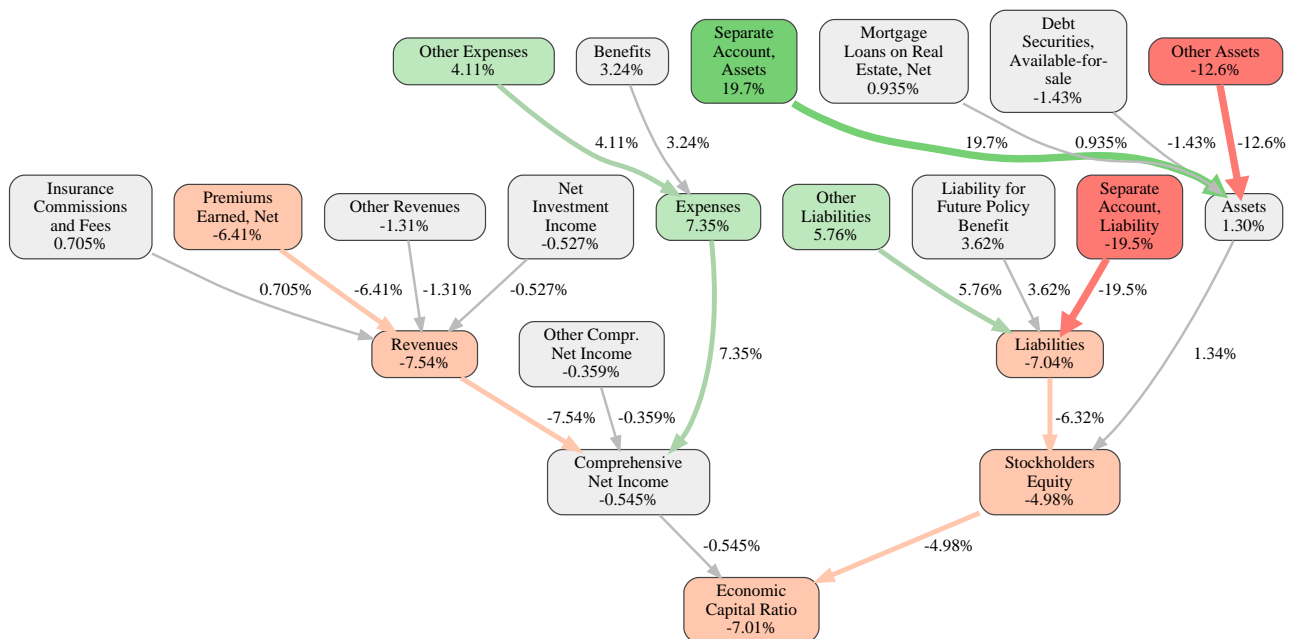 Other Expenses
4.11%
Benefits
3.24%
Separate
Account,
Assets
19.7%
Mortgage
Loans on Real
Estate, Net
0.935%
Debt
Securities,
Available-for-
sale
-1.43%
Other Assets
-12.6%
4.11%
3.24%
19.7%
0.935%
-1.43%
-12.6%
Insurance
Commissions
and Fees
0.705%
Premiums
Earned, Net
-6.41%
Other Revenues
-1.31%
Net
Investment
Income
-0.527%
Expenses
7.35%
Other
Liabilities
5.76%
Liability for
Future Policy
Benefit
3.62%
Separate
Account,
Liability
-19.5%
Assets
1.30%
0.705%
-6.41%
-1.31%
-0.527%
5.76%
3.62%
-19.5%
Revenues
-7.54%
Other Compr.
Net Income
-0.359%
7.35%
Liabilities
-7.04%
1.34%
-7.54%
-0.359%
-6.32%
Comprehensive
Net Income
-0.545%
Stockholders
Equity
-4.98%
-0.545%
-4.98%
Economic
Capital Ratio
-7.01%